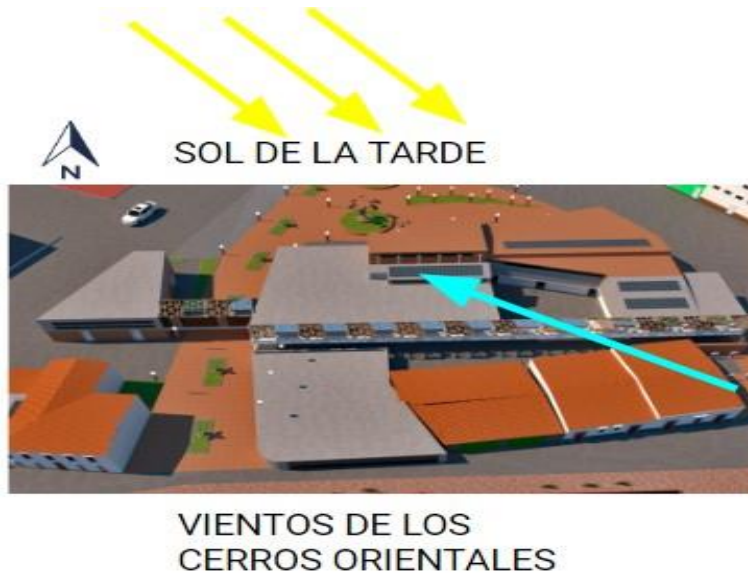 SOL DE LA TARDE
N
VIENTOS DE LOS
CERROS ORIENTALES